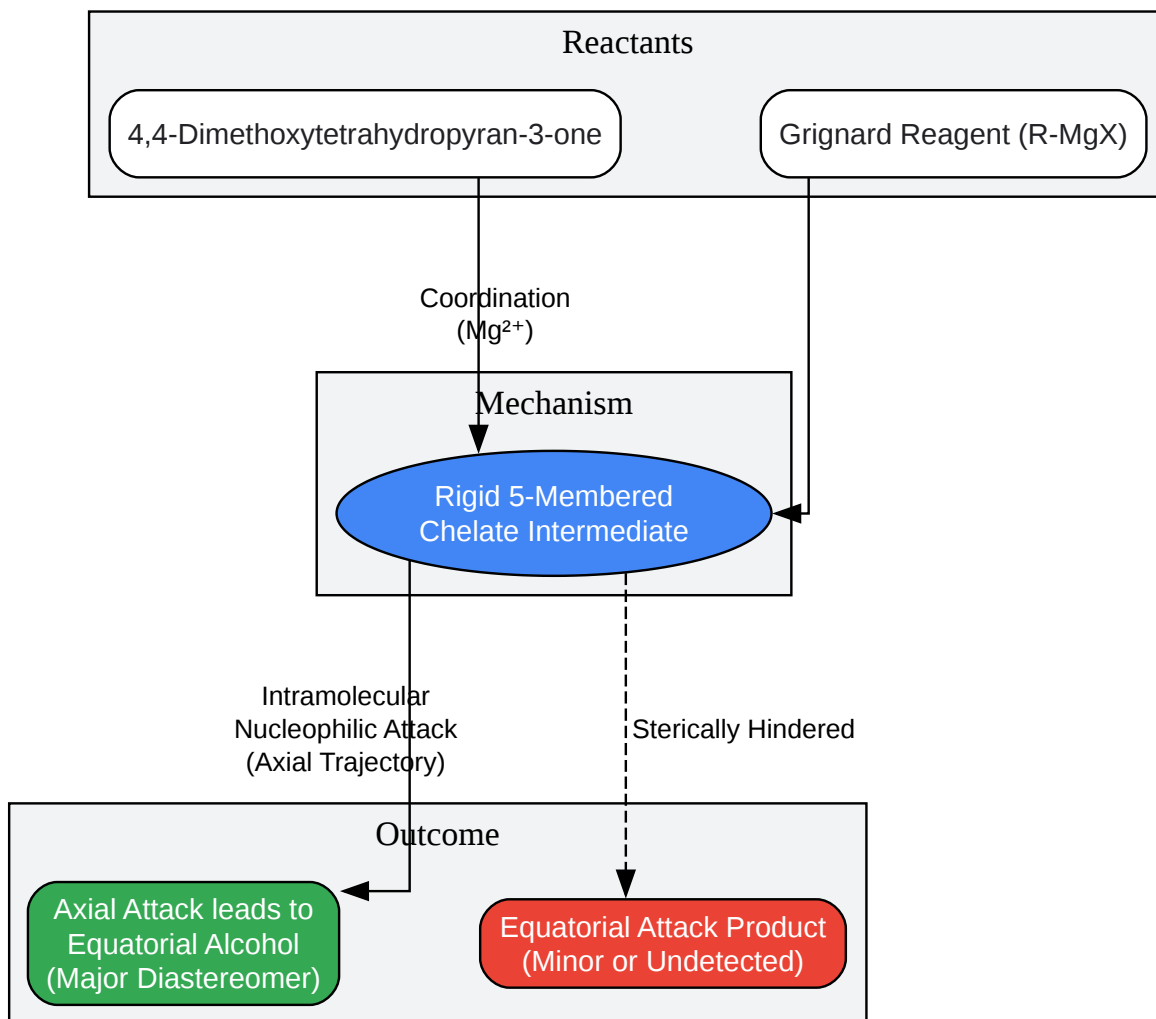 Reactants
4,4-Dimethoxytetrahydropyran-3-one
Grignard Reagent (R-MgX)
Coordination
(Mg²⁺)
Mechanism
Rigid 5-Membered
Chelate Intermediate
Intramolecular
Nucleophilic Attack
(Axial Trajectory)
Sterically Hindered
Outcome
Axial Attack leads to
Equatorial Alcohol
(Major Diastereomer)
Equatorial Attack Product
(Minor or Undetected)